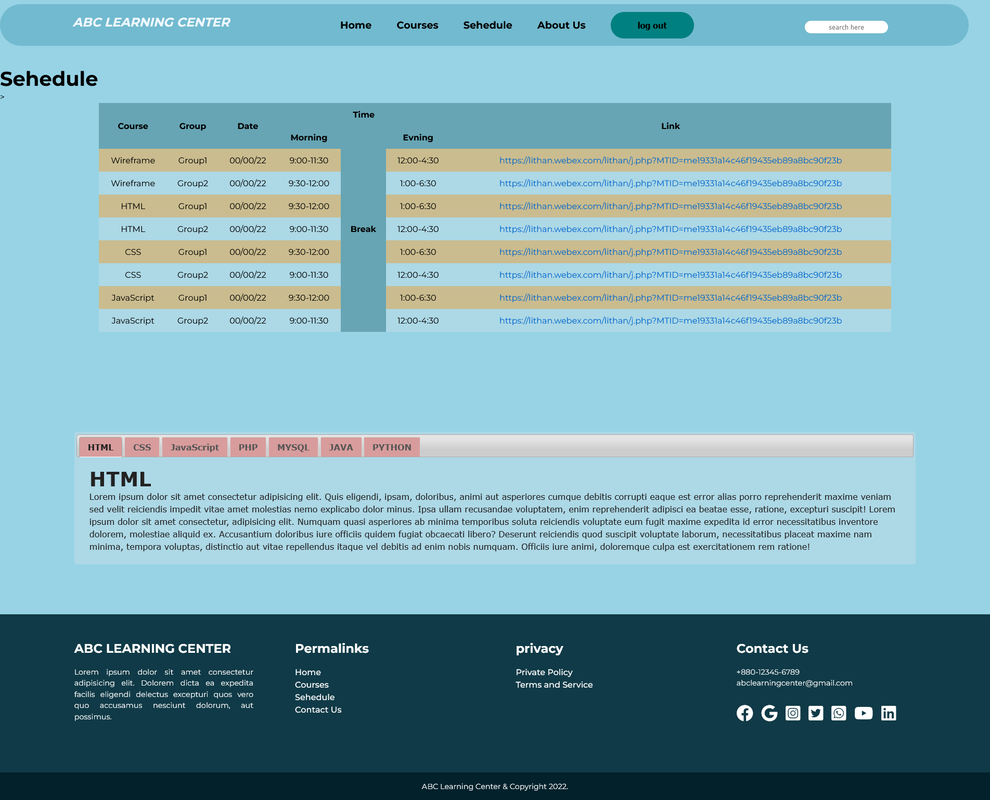 ABC LEARNING CENTER
Home Courses Sehedule About Us log out search here
Sehedule
>
Course Group Date Time Link
Morning Evning
Wireframe Group1 00/00/22 9:00-11:30 12:00-4:30 https://lithan.webex.com/lithan/j.php?MTID=me19331a14c46f19435eb89a8bc90f23b
Wireframe Group2 00/00/22 9:30-12:00 1:00-6:30 https://lithan.webex.com/lithan/j.php?MTID=me19331a14c46f19435eb89a8bc90f23b
HTML Group1 00/00/22 9:30-12:00 1:00-6:30 https://lithan.webex.com/lithan/j.php?MTID=me19331a14c46f19435eb89a8bc90f23b
HTML Group2 00/00/22 9:00-11:30 Break 12:00-4:30 https://lithan.webex.com/lithan/j.php?MTID=me19331a14c46f19435eb89a8bc90f23b
CSS Group1 00/00/22 9:30-12:00 1:00-6:30 https://lithan.webex.com/lithan/j.php?MTID=me19331a14c46f19435eb89a8bc90f23b
CSS Group2 00/00/22 9:00-11:30 12:00-4:30 https://lithan.webex.com/lithan/j.php?MTID=me19331a14c46f19435eb89a8bc90f23b
JavaScript Group1 00/00/22 9:30-12:00 1:00-6:30 https://lithan.webex.com/lithan/j.php?MTID=me19331a14c46f19435eb89a8bc90f23b
JavaScript Group2 00/00/22 9:00-11:30 12:00-4:30 https://lithan.webex.com/lithan/j.php?MTID=me19331a14c46f19435eb89a8bc90f23b
HTML CSS JavaScript PHP MYSQL JAVA PYTHON
HTML
Lorem ipsum dolor sit amet consectetur adipisicing elit. Quis eligendi, ipsam, doloribus, animi aut asperiores cumque debitis corrupti eaque est error alias porro reprehenderit maxime veniam
sed velit reiciendis impedit vitae amet molestias nemo explicabo dolor minus. Ipsa ullam recusandae voluptatem, enim reprehenderit adipisci ea beatae esse, ratione, excepturi suscipit! Lorem
ipsum dolor sit amet consectetur, adipisicing elit. Numquam quasi asperiores ab minima temporibus soluta reiciendis voluptate eum fugit maxime expedita id error necessitatibus inventore
dolorem, molestiae aliquid ex. Accusantium doloribus iure officiis quidem fugiat obcaecati libero? Deserunt reiciendis quod suscipit voluptate laborum, necessitatibus placeat maxime nam
minima, tempora voluptas, distinctio aut vitae repellendus itaque vel debitis ad enim nobis numquam. Officiis iure animi, doloremque culpa est exercitationem rem ratione!
ABC LEARNING CENTER
Lorem ipsum dolor sit amet consectetur
adipisicing elit. Dolorem dicta ea expedita
facilis eligendi delectus excepturi quos vero
quo accusamus nesciunt dolorum, aut
possimus.
Permalinks
Home
Courses
Sehedule
Contact Us
privacy
Private Policy
Terms and Service
Contact Us
+880-12345-6789
abclearningcenter@gmail.com
ABC Learning Center & Copyright 2022.